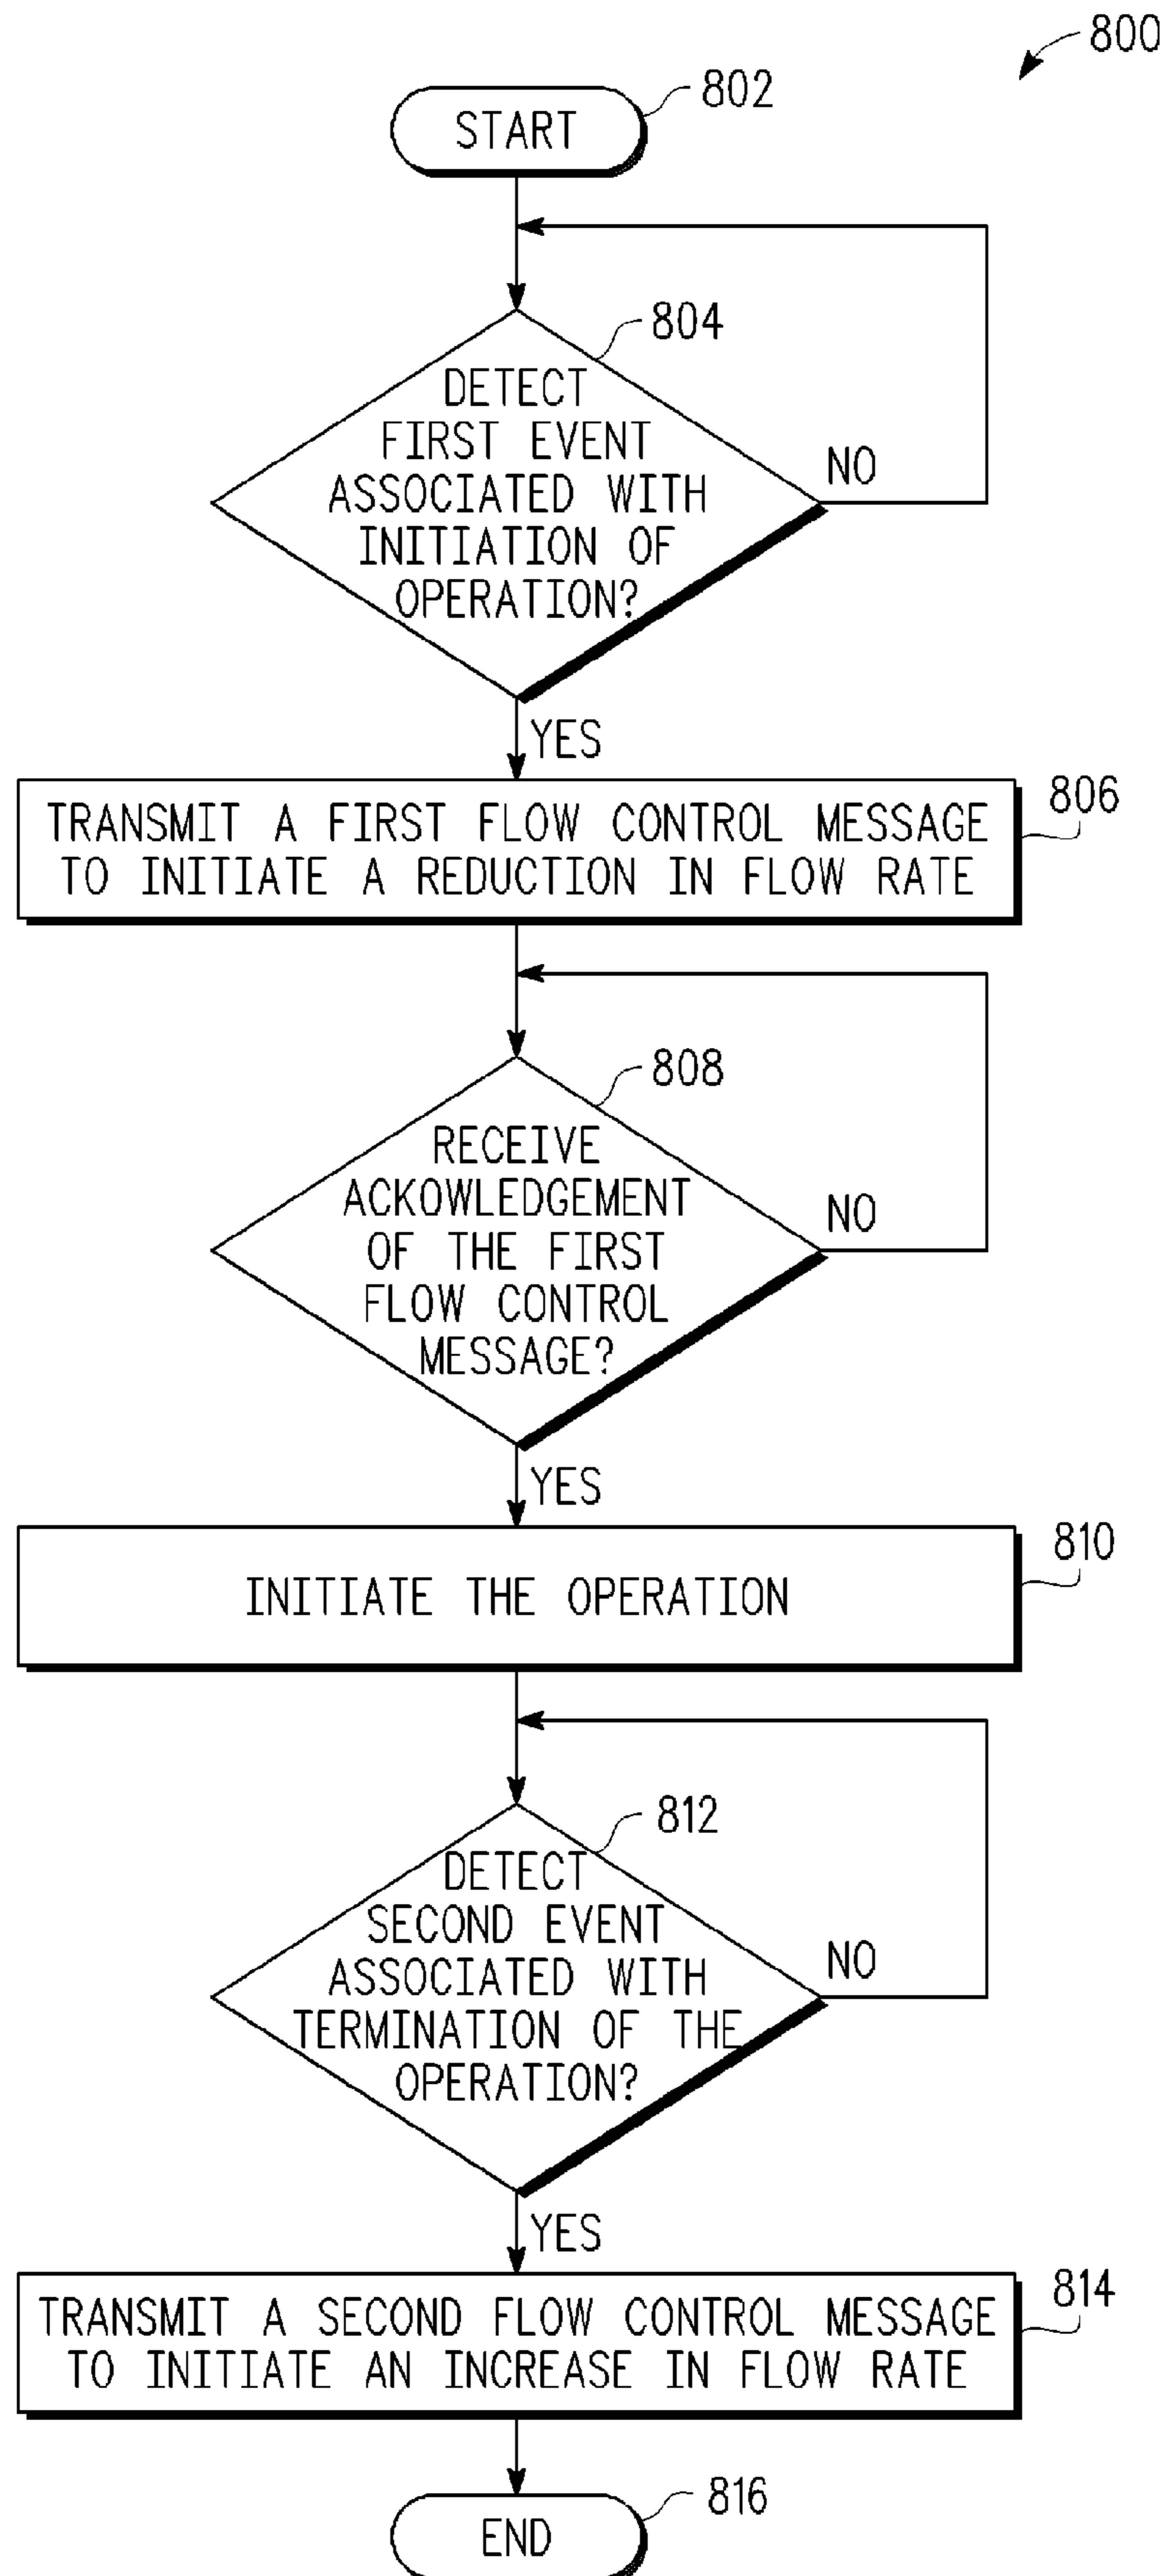 800
START
802
DETECT
FIRST EVENT
ASSOCIATED WITH
INITIATION OF
OPERATION?
804
NO
YES
TRANSMIT A FIRST FLOW CONTROL MESSAGE
TO INITIATE A REDUCTION IN FLOW RATE
806
RECEIVE
ACKOWLEDGEMENT
OF THE FIRST
FLOW CONTROL
MESSAGE?
808
NO
YES
INITIATE THE OPERATION
810
DETECT
SECOND EVENT
ASSOCIATED WITH
TERMINATION OF THE
OPERATION?
812
NO
YES
TRANSMIT A SECOND FLOW CONTROL MESSAGE
TO INITIATE AN INCREASE IN FLOW RATE
814
END
816